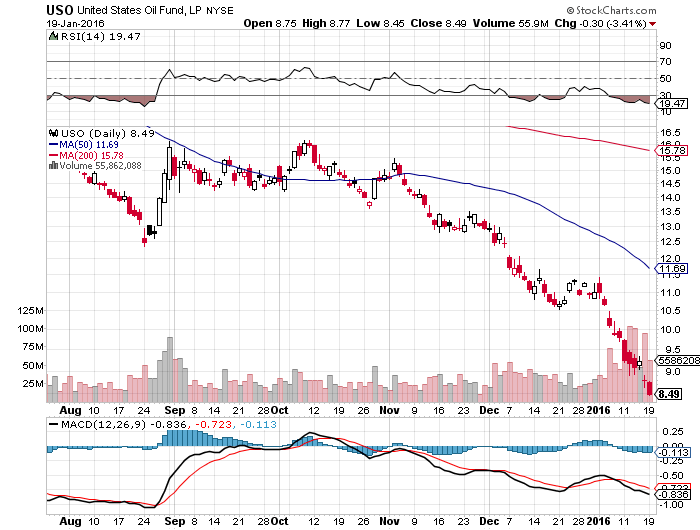 USO United States Oil Fund, LP NYSE © StockCharts.com
19-Jan-2016 Open 8.75 High 8.77 Low 8.45 Close 8.49 Volume 55.9M Chg -0.30 (-3.41%)
RSI(14) 19.47
90
70
50
30
19.47
10
USO (Daily) 8.49
MA(50) 11.69
MA(200) 15.78
Volume 55,862,088
16.5
16.0
15.78
15.0
14.5
14.0
13.5
13.0
12.5
12.0
11.69
11.5
11.0
10.5
10.0
9.5
5586208
9.0
8.49
125M
100M
75M
50M
25M
Aug 10 17 24 Sep 8 14 21 28 Oct 12 19 26 Nov 9 16 23 Dec 7 14 21 28 2016 11 19
MACD(12,26,9) -0.836, -0.723, -0.113
0.25
0.00
-0.113
-0.25
-0.50
-0.723
-0.836
-1.00
Aug 10 17 24 Sep 8 14 21 28 Oct 12 19 26 Nov 9 16 23 Dec 7 14 21 28 2016 11 19